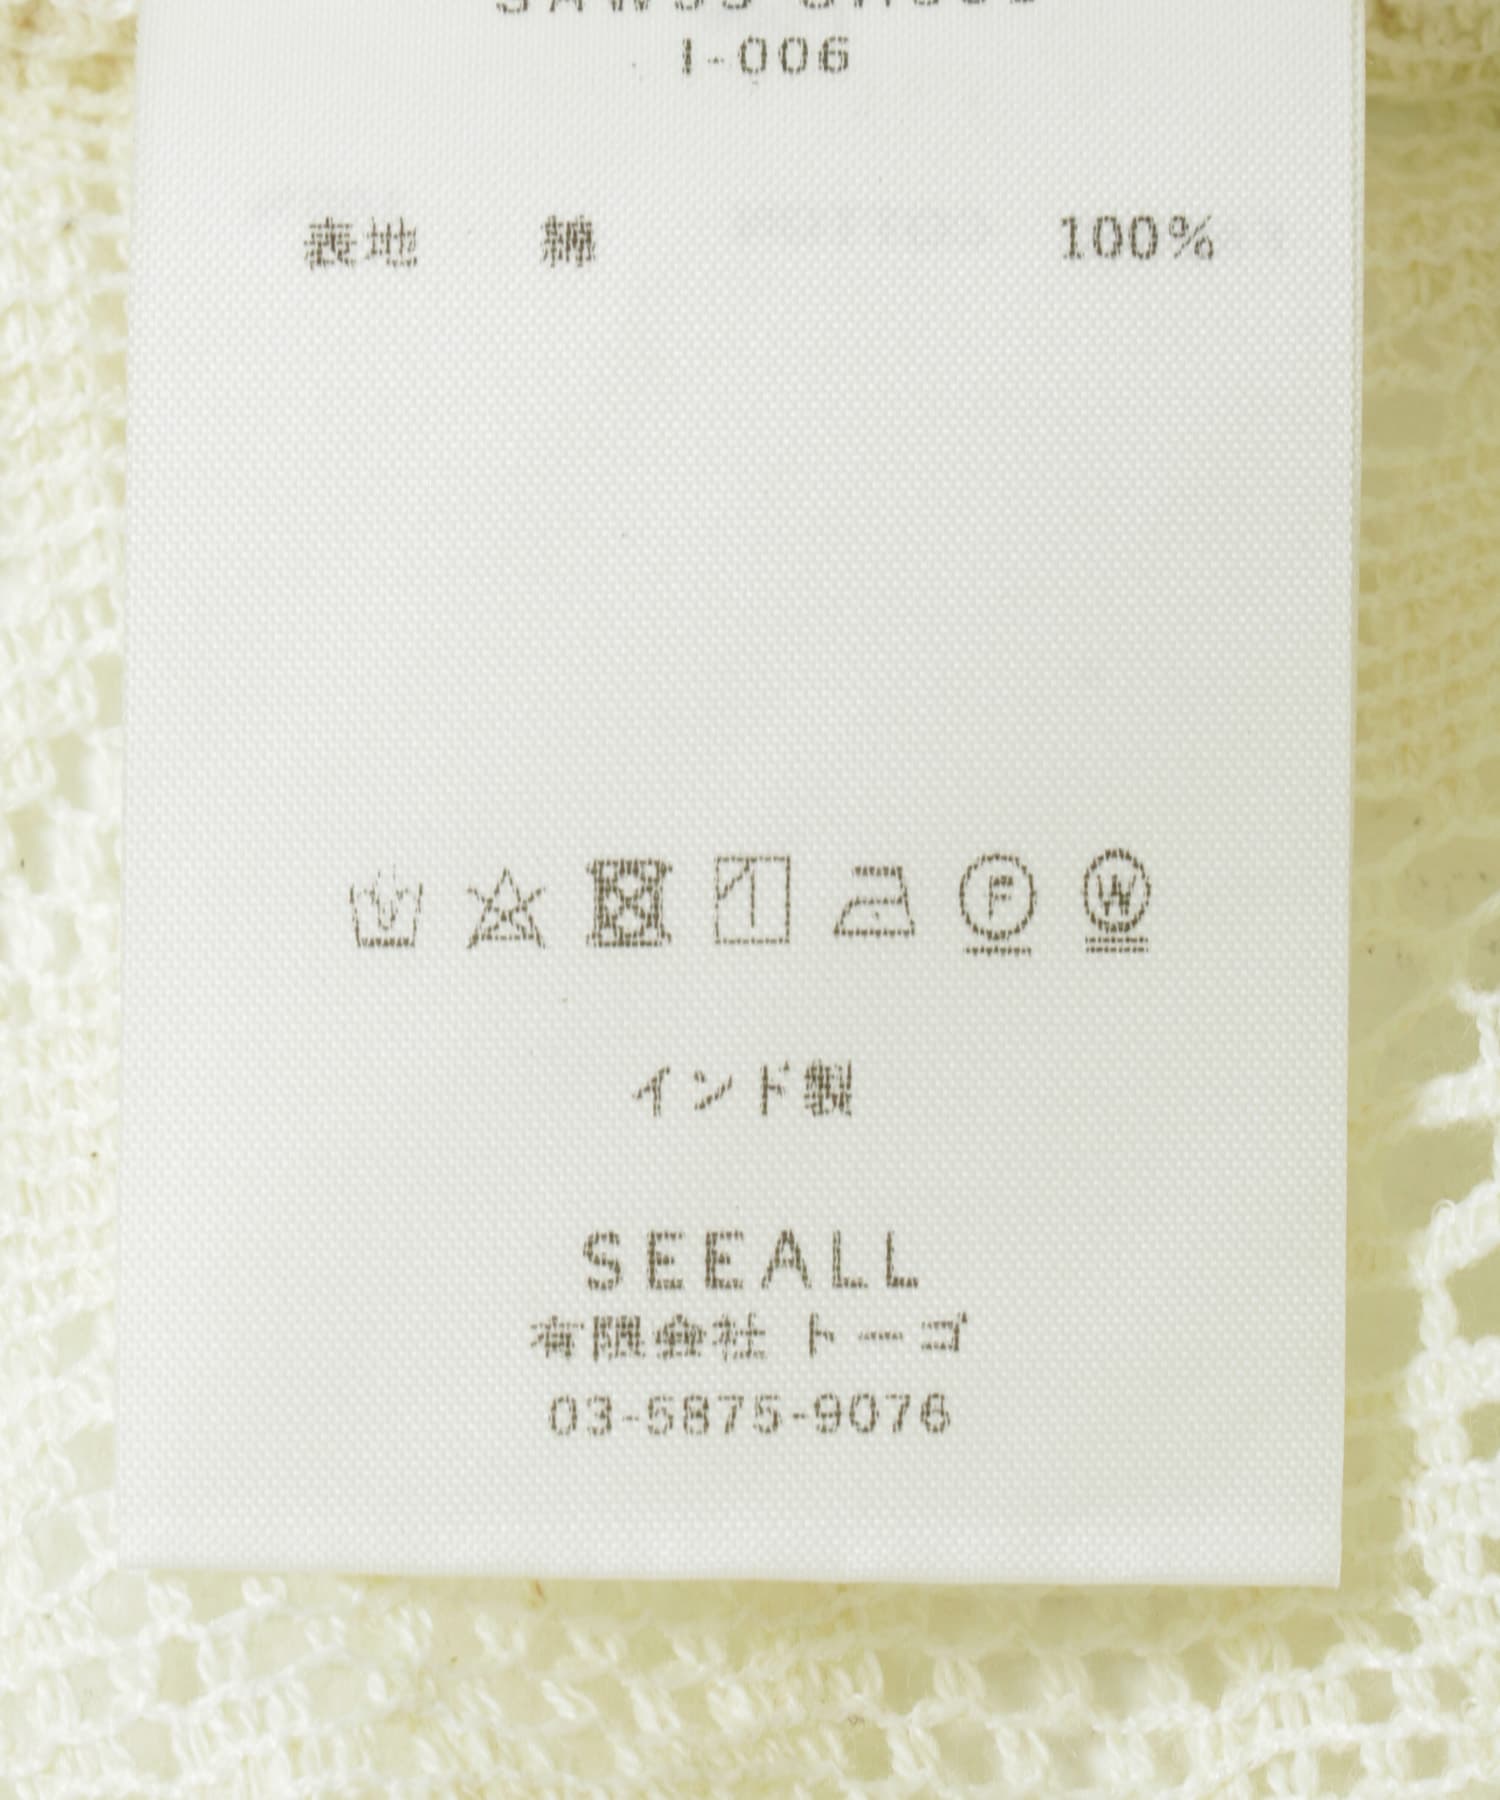 I-006
表地 綿 100%
F W
インド製
SEEALL
有限会社 トーゴ
03-5875-9076